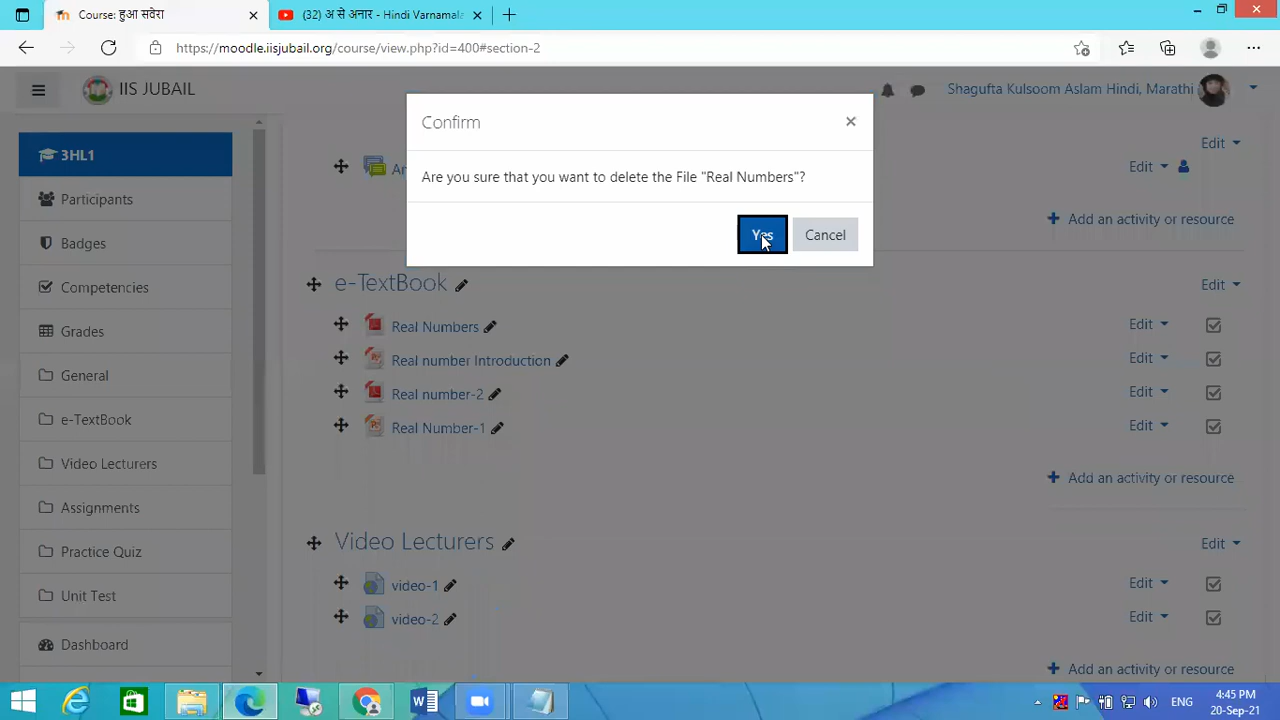 Course: हुआ सवेरा
(32) अ से अनार - Hindi Varnamala
https://moodle.iisjubail.org/course/view.php?id=400#section-2
IIS JUBAIL
Shagufta Kulsoom Aslam Hindi, Marathi
Confirm
Are you sure that you want to delete the File "Real Numbers"?
Yes
Cancel
3HL1
Participants
Badges
Competencies
Grades
General
e-TextBook
Video Lecturers
Assignments
Practice Quiz
Unit Test
Dashboard
Edit
An
Edit
Add an activity or resource
e-TextBook
Edit
Real Numbers
Edit
Real number Introduction
Edit
Real number-2
Edit
Real Number-1
Edit
Add an activity or resource
Video Lecturers
Edit
video-1
Edit
video-2
Edit
Add an activity or resource
ENG
4:45 PM
20-Sep-21